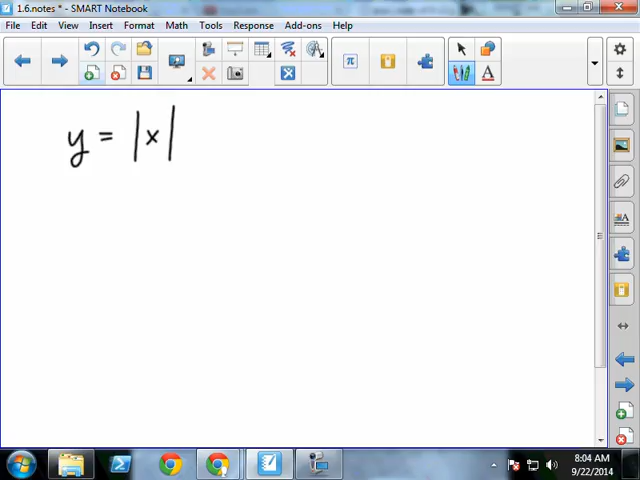 1.6.notes * - SMART Notebook
File Edit View Insert Format Math Tools Response Add-ons Help
y = |x|
8:04 AM
9/22/2014